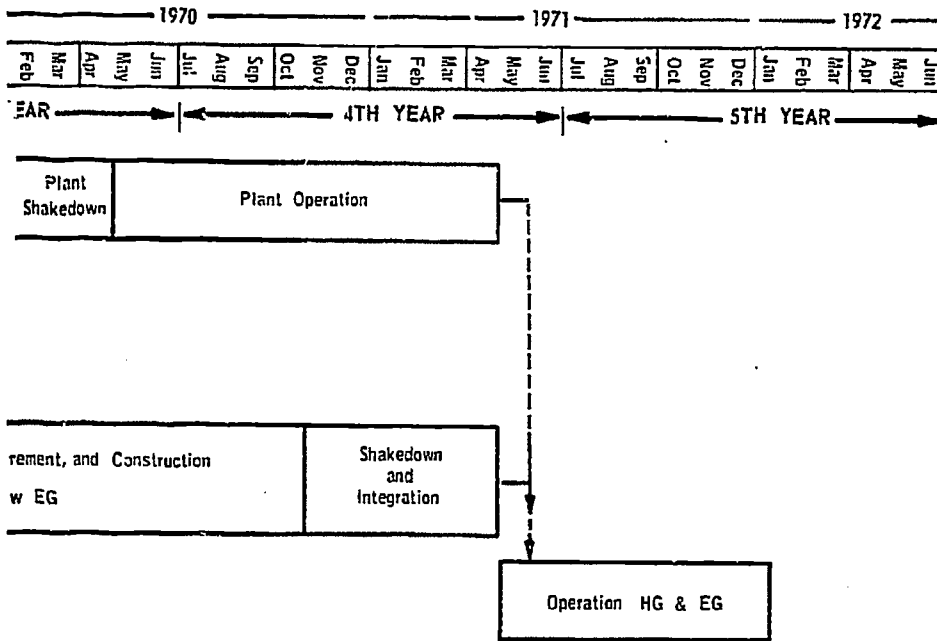 1970 1971 1972
Feb Mar Apr May Jun Jul Aug Sep Oct Nov Dec Jan Feb Mar Apr May Jun Jul Aug Sep Oct Nov Dec Jan Feb Mar Apr May Jun
EAR 4TH YEAR 5TH YEAR
Plant
Shakedown
Plant Operation
rement, and Construction
w EG
Shakedown
and
Integration
Operation HG & EG